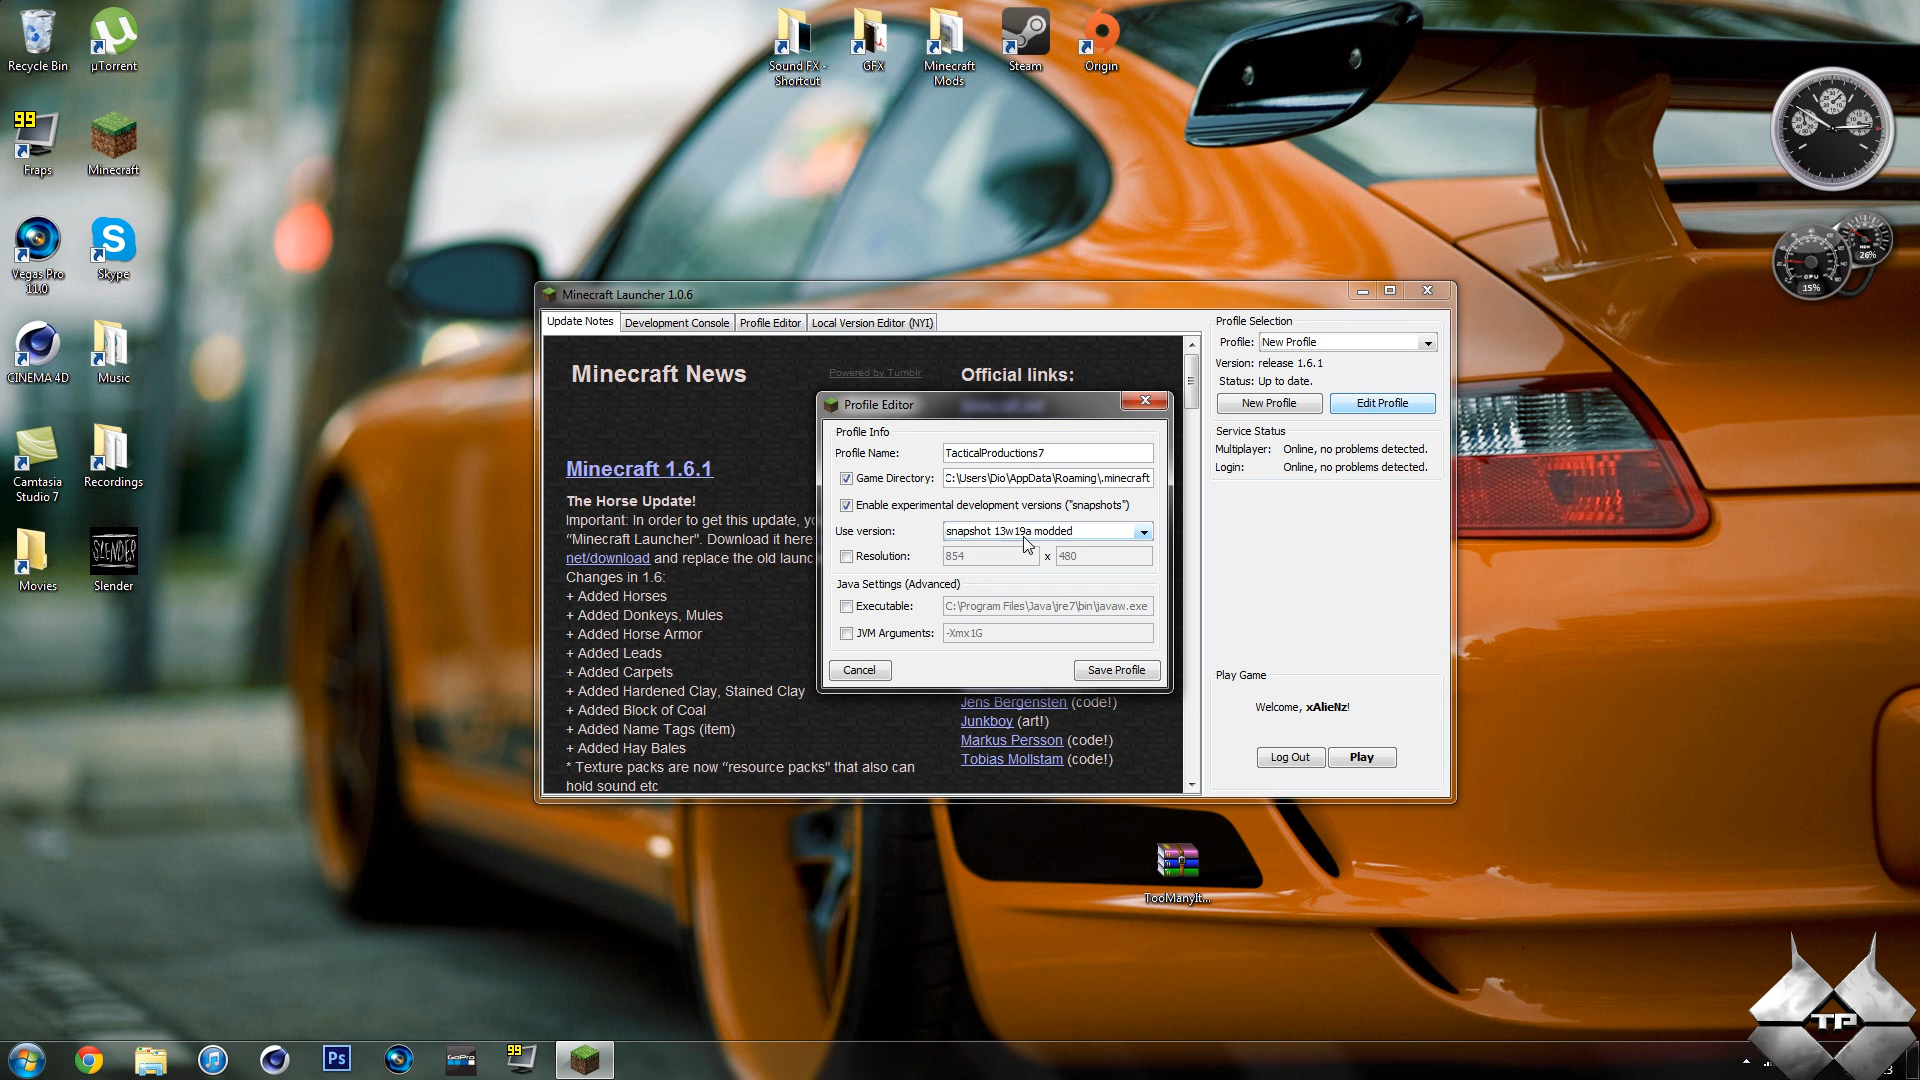 Recycle Bin
µTorrent
Sound FX - Shortcut
GFX
Minecraft Mods
Steam
Origin
99
Fraps
Minecraft
Vegas Pro 11.0
Skype
CINEMA 4D
Music
Camtasia Studio 7
Recordings
Movies
SLENDER
Slender
26%
CPU
15%
Minecraft Launcher 1.0.6
Update Notes
Development Console
Profile Editor
Local Version Editor (NYI)
Minecraft News
Powered by Tumblr
Official links:
Minecraft 1.6.1
The Horse Update!
Important: In order to get this update, yo
"Minecraft Launcher". Download it here
net/download and replace the old launc
Changes in 1.6:
+ Added Horses
+ Added Donkeys, Mules
+ Added Horse Armor
+ Added Leads
+ Added Carpets
+ Added Hardened Clay, Stained Clay
+ Added Block of Coal
+ Added Name Tags (item)
+ Added Hay Bales
* Texture packs are now "resource packs" that also can
hold sound etc
Jens Bergensten (code!)
Junkboy (art!)
Markus Persson (code!)
Tobias Mollstam (code!)
Profile Editor
Profile Info
Profile Name: TacticalProductions7
Game Directory: C:\Users\Dio\AppData\Roaming\.minecraft
Enable experimental development versions ("snapshots")
Use version: snapshot 13w19a modded
Resolution: 854 x 480
Java Settings (Advanced)
Executable: C:\Program Files\Java\jre7\bin\javaw.exe
JVM Arguments: -Xmx1G
Cancel
Save Profile
Profile Selection
Profile: New Profile
Version: release 1.6.1
Status: Up to date.
New Profile
Edit Profile
Service Status
Multiplayer: Online, no problems detected.
Login: Online, no problems detected.
Play Game
Welcome, xAlieNz!
Log Out
Play
TooManyIt...
TP
Ps
GoPro
99